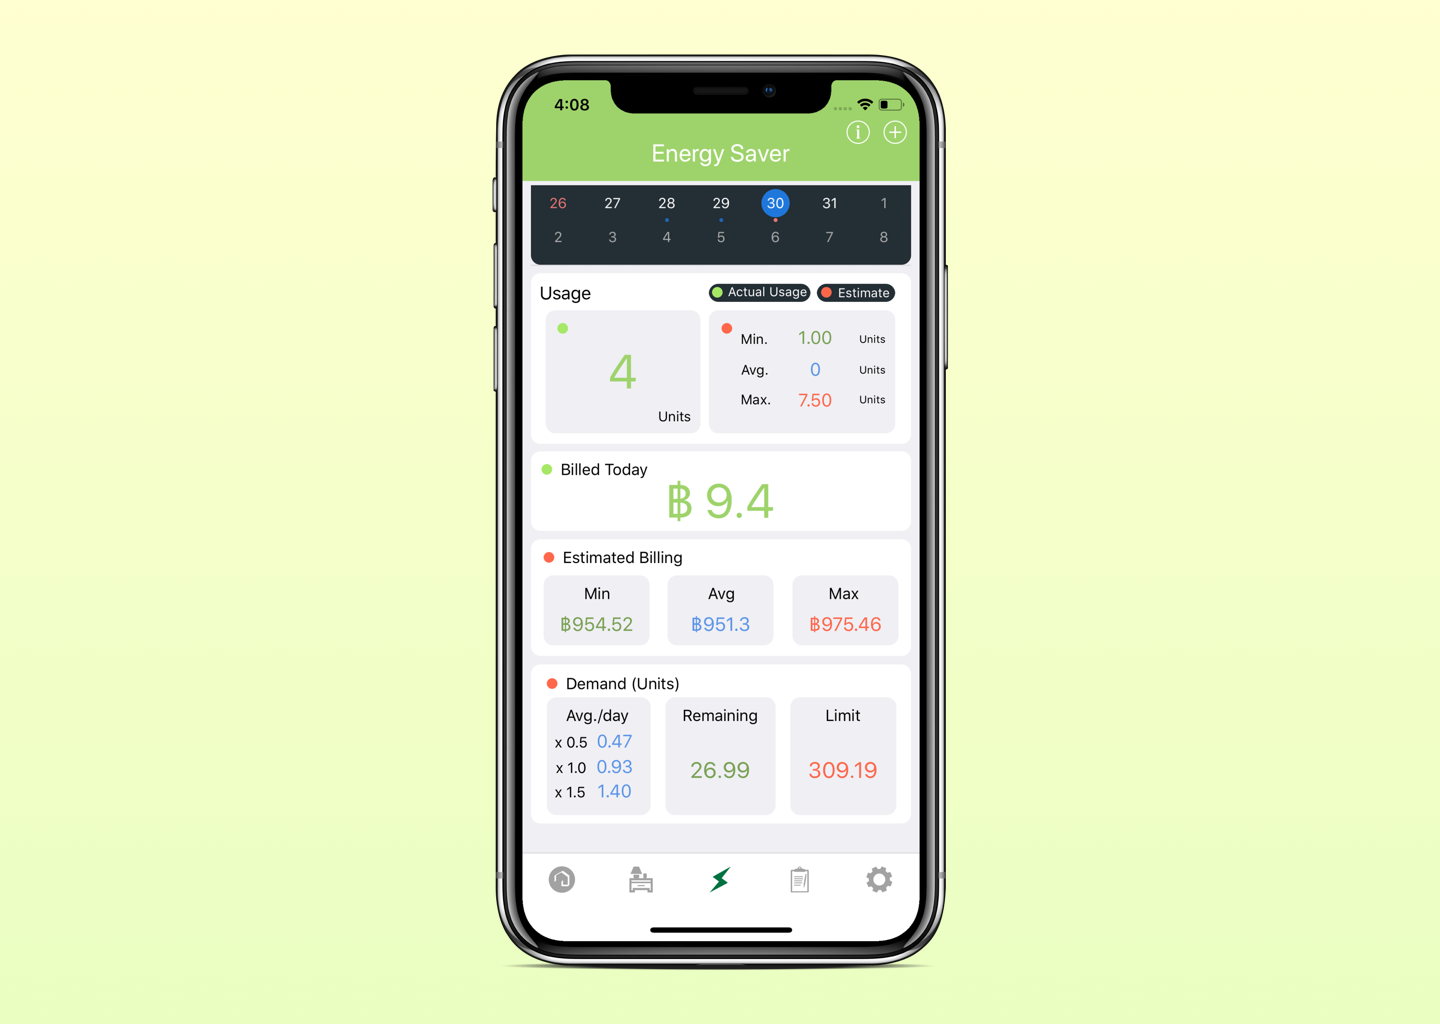 4:08
Energy Saver
26 27 28 29 30 31 1
2 3 4 5 6 7 8
Usage Actual Usage Estimate
4
Units
Min. 1.00 Units
Avg. 0 Units
Max. 7.50 Units
Billed Today
฿ 9.4
Estimated Billing
Min Avg Max
฿954.52 ฿951.3 ฿975.46
Demand (Units)
Avg./day Remaining Limit
x 0.5 0.47
x 1.0 0.93
x 1.5 1.40
26.99 309.19